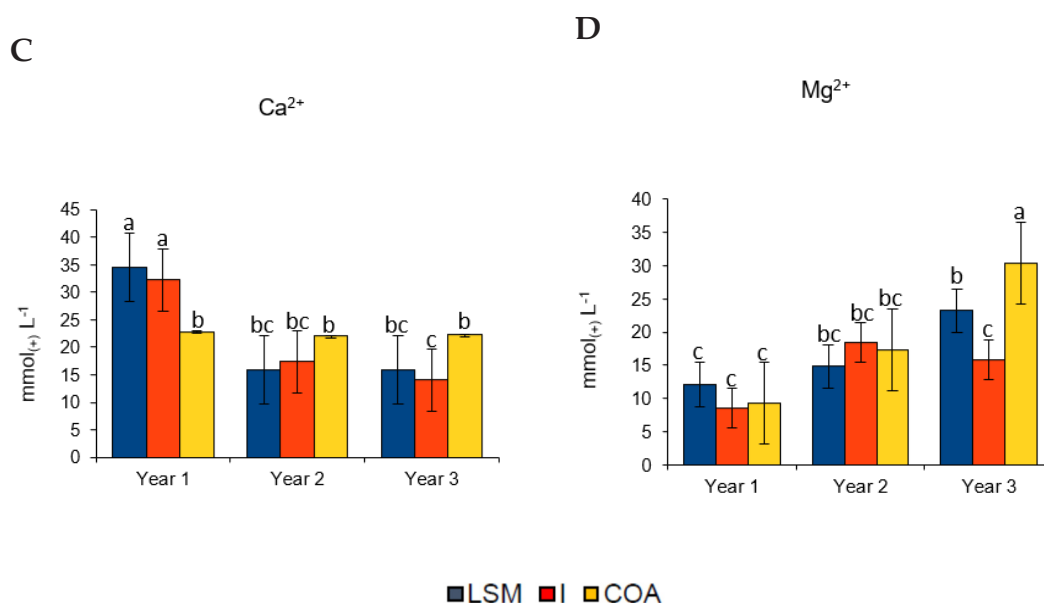 C
Ca²⁺
mmol₍₊₎ L⁻¹
45
40
35
30
25
20
15
10
5
0
a a b
bc bc b
bc c b
Year 1 Year 2 Year 3
D
Mg²⁺
mmol₍₊₎ L⁻¹
40
35
30
25
20
15
10
5
0
c c c
bc bc bc
b c a
Year 1 Year 2 Year 3
LSM I COA